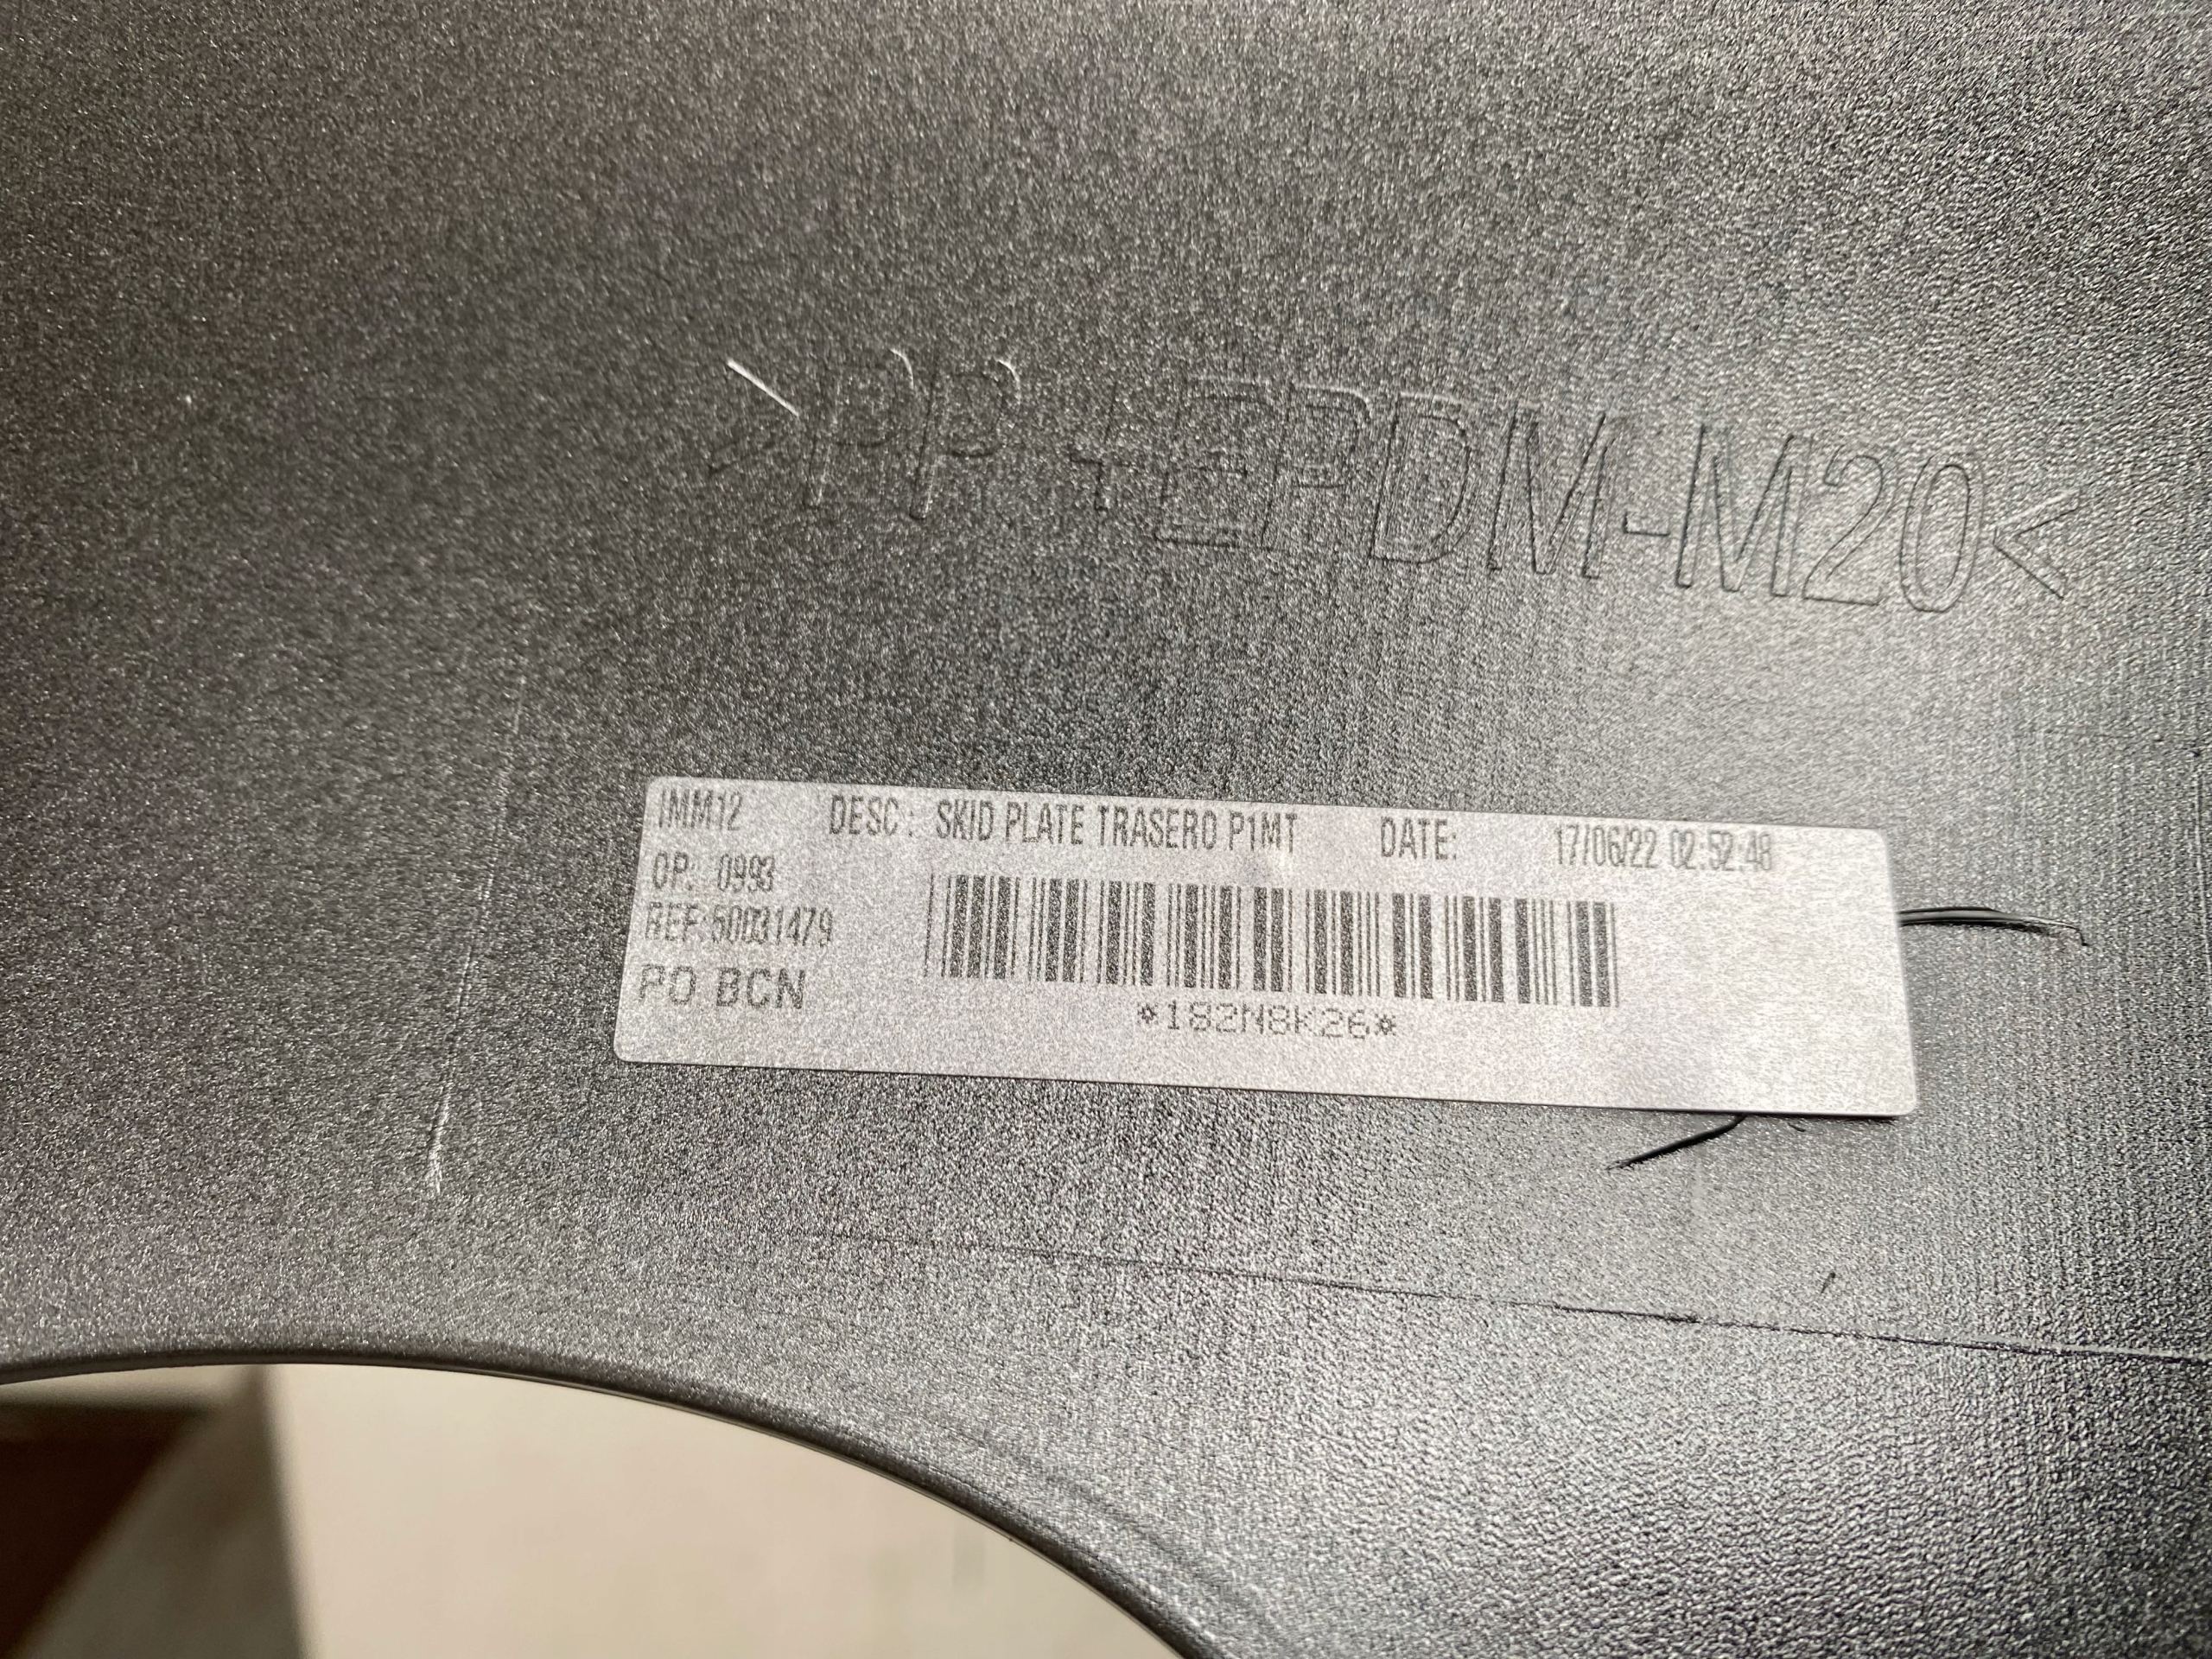 >PP+EPDM-M20<
IMM12 DESC: SKID PLATE TRASERO P1MT DATE: 17/06/22 02:52:48
OP: 0993
REF:50031479
PO BCN
*182N8K26*